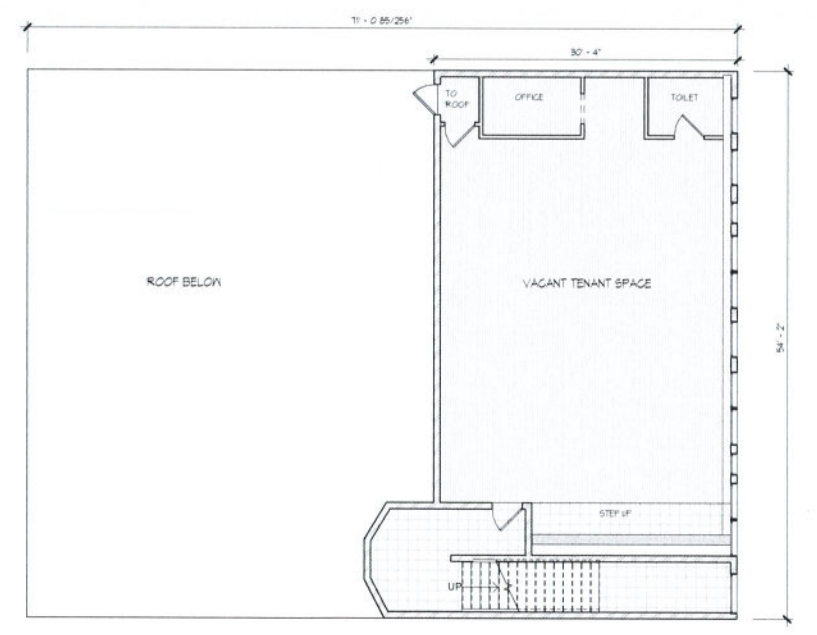 71' - 0 85/256"
30' - 4"
TO
ROOF
OFFICE
TOILET
ROOF BELOW
VACANT TENANT SPACE
54' - 2"
STEP UP
UP